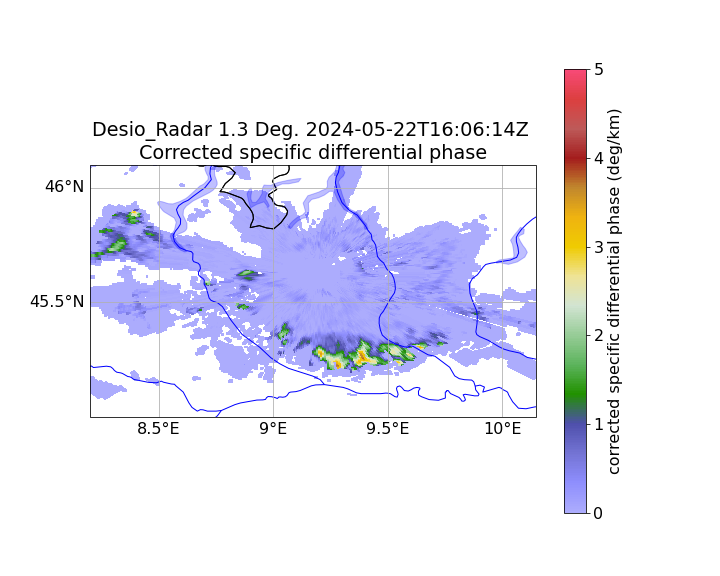 Desio_Radar 1.3 Deg. 2024-05-22T16:06:14Z
Corrected specific differential phase
46°N
45.5°N
8.5°E
9°E
9.5°E
10°E
5
4
3
2
1
0
corrected specific differential phase (deg/km)